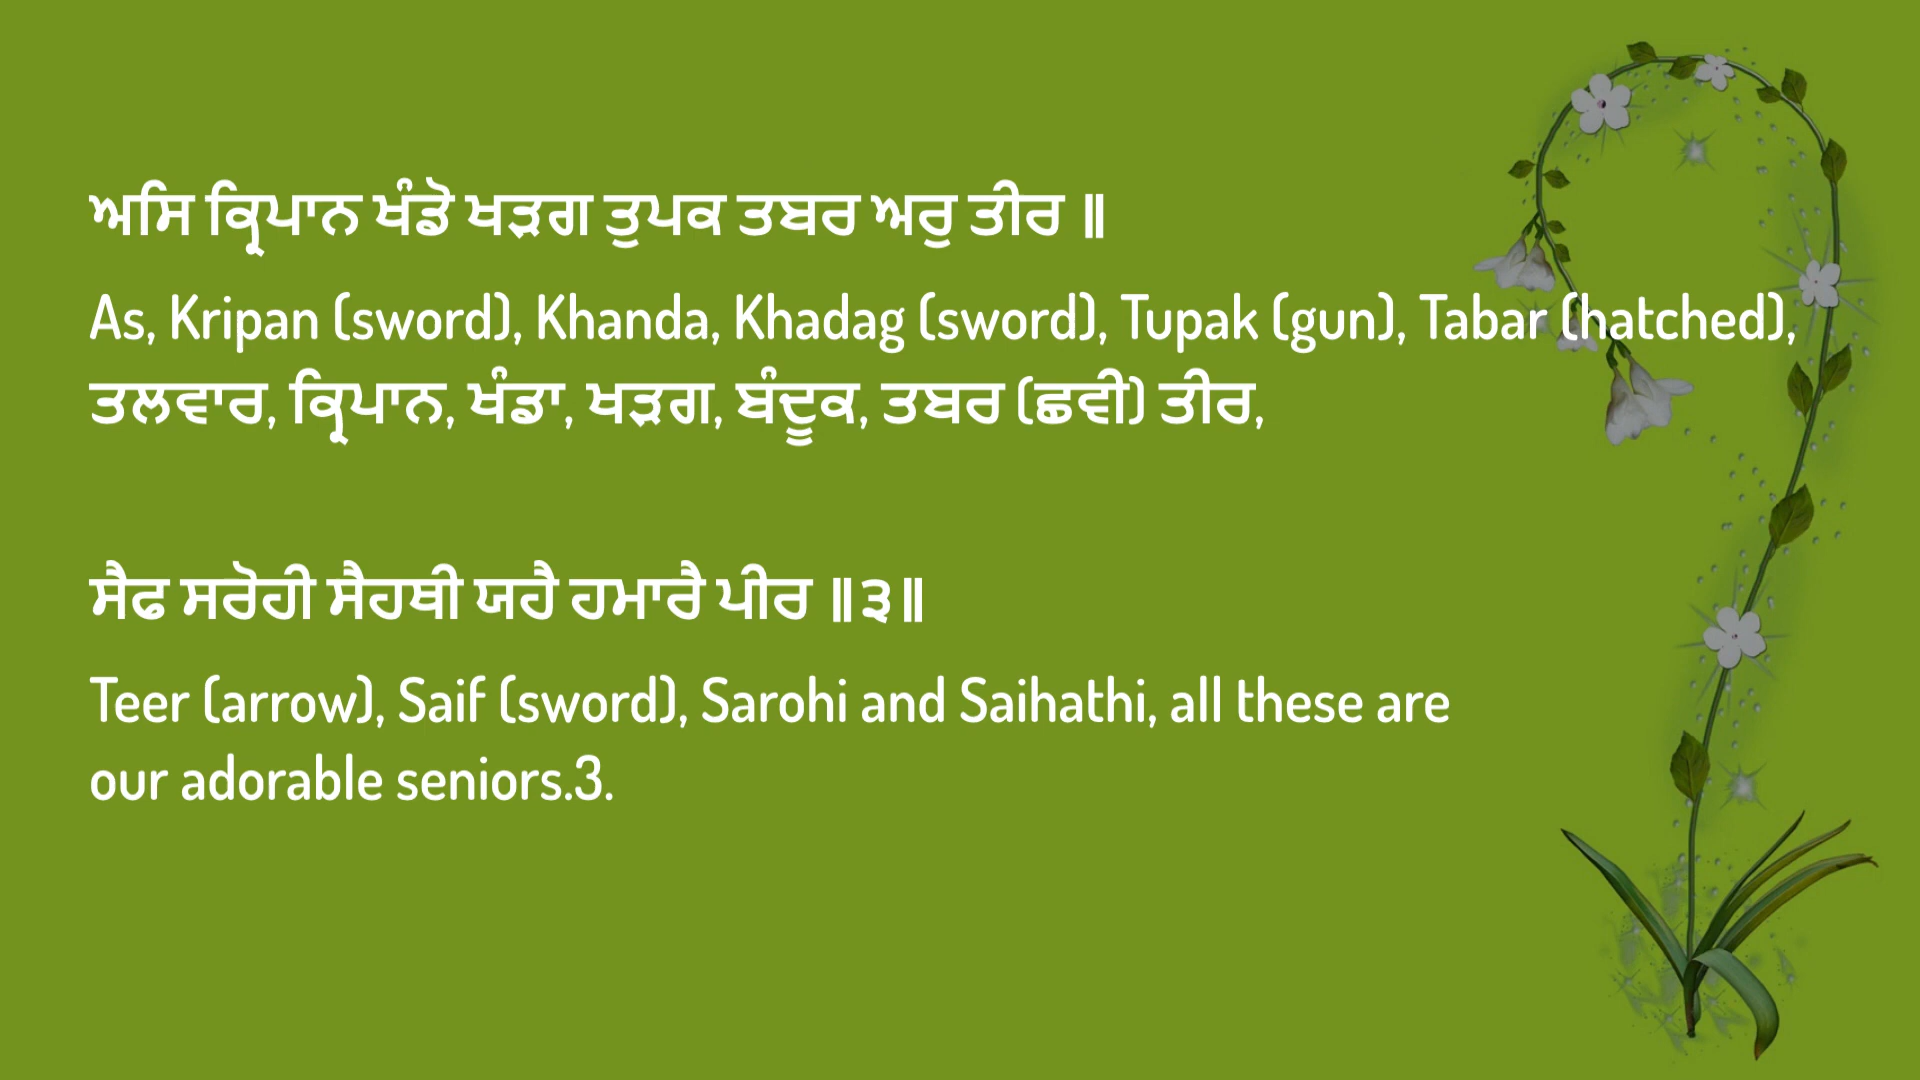 ਅਸਿ ਕ੍ਰਿਪਾਨ ਖੰਡੋ ਖੜਗ ਤੁਪਕ ਤਬਰ ਅਰੁ ਤੀਰ ॥
As, Kripan (sword), Khanda, Khadag (sword), Tupak (gun), Tabar (hatched),
ਤਲਵਾਰ, ਕ੍ਰਿਪਾਨ, ਖੰਡਾ, ਖੜਗ, ਬੰਦੂਕ, ਤਬਰ (ਛਵੀ) ਤੀਰ,
ਸੈਫ ਸਰੋਹੀ ਸੈਹਥੀ ਯਹੈ ਹਮਾਰੈ ਪੀਰ ॥੩॥
Teer (arrow), Saif (sword), Sarohi and Saihathi, all these are
our adorable seniors.3.